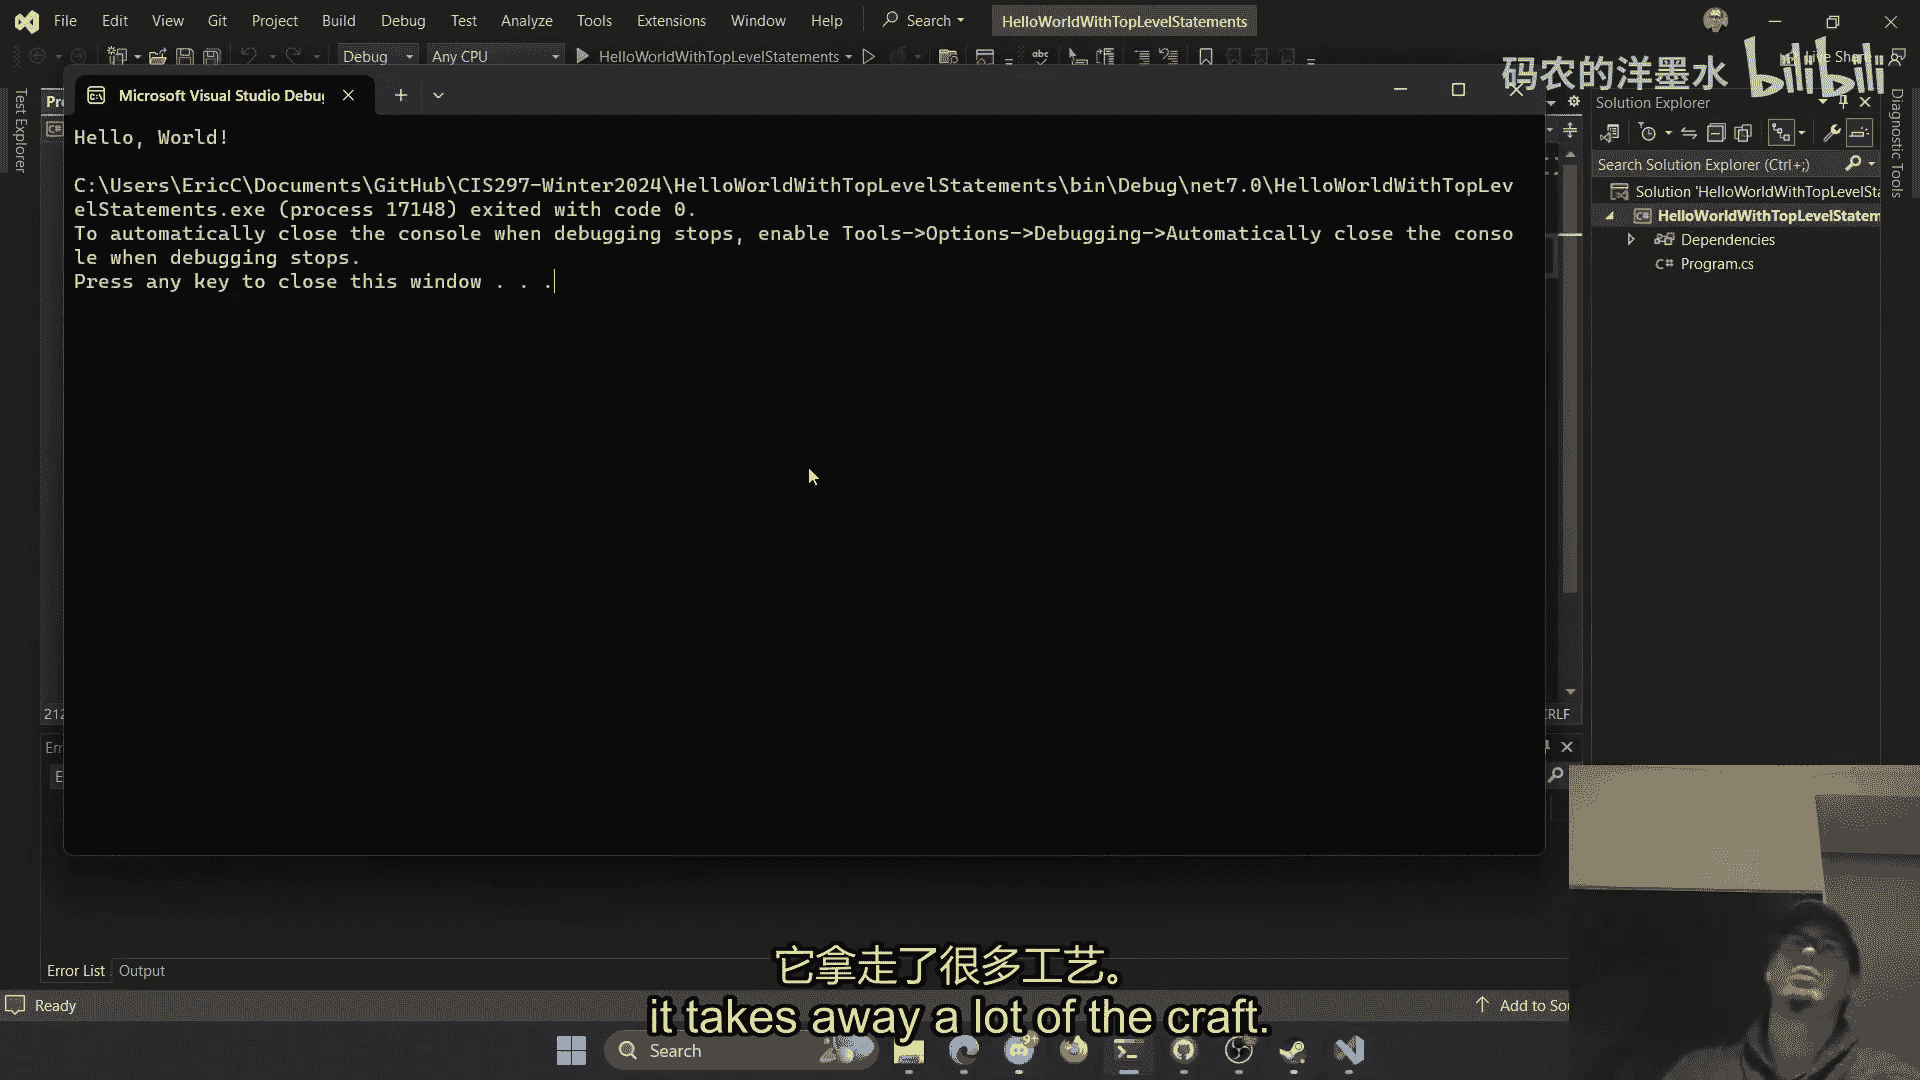 File Edit View Git Project Build Debug Test Analyze Tools Extensions Window Help Search HelloWorldWithTopLevelStatements
Debug Any CPU HelloWorldWithTopLevelStatements Live Share
码农的洋墨水 bilibili
Test Explorer
Microsoft Visual Studio Debug
Hello, World!
C:\Users\EricC\Documents\GitHub\CIS297-Winter2024\HelloWorldWithTopLevelStatements\bin\Debug\net7.0\HelloWorldWithTopLev
elStatements.exe (process 17148) exited with code 0.
To automatically close the console when debugging stops, enable Tools->Options->Debugging->Automatically close the conso
le when debugging stops.
Press any key to close this window . . .
Solution Explorer
Search Solution Explorer (Ctrl+;)
Solution 'HelloWorldWithTopLevelSta
HelloWorldWithTopLevelStatem
Dependencies
C# Program.cs
Diagnostic Tools
212
CRLF
Error List Output
Ready
Add to Sou
它拿走了很多工艺。
it takes away a lot of the craft.
Search
9+